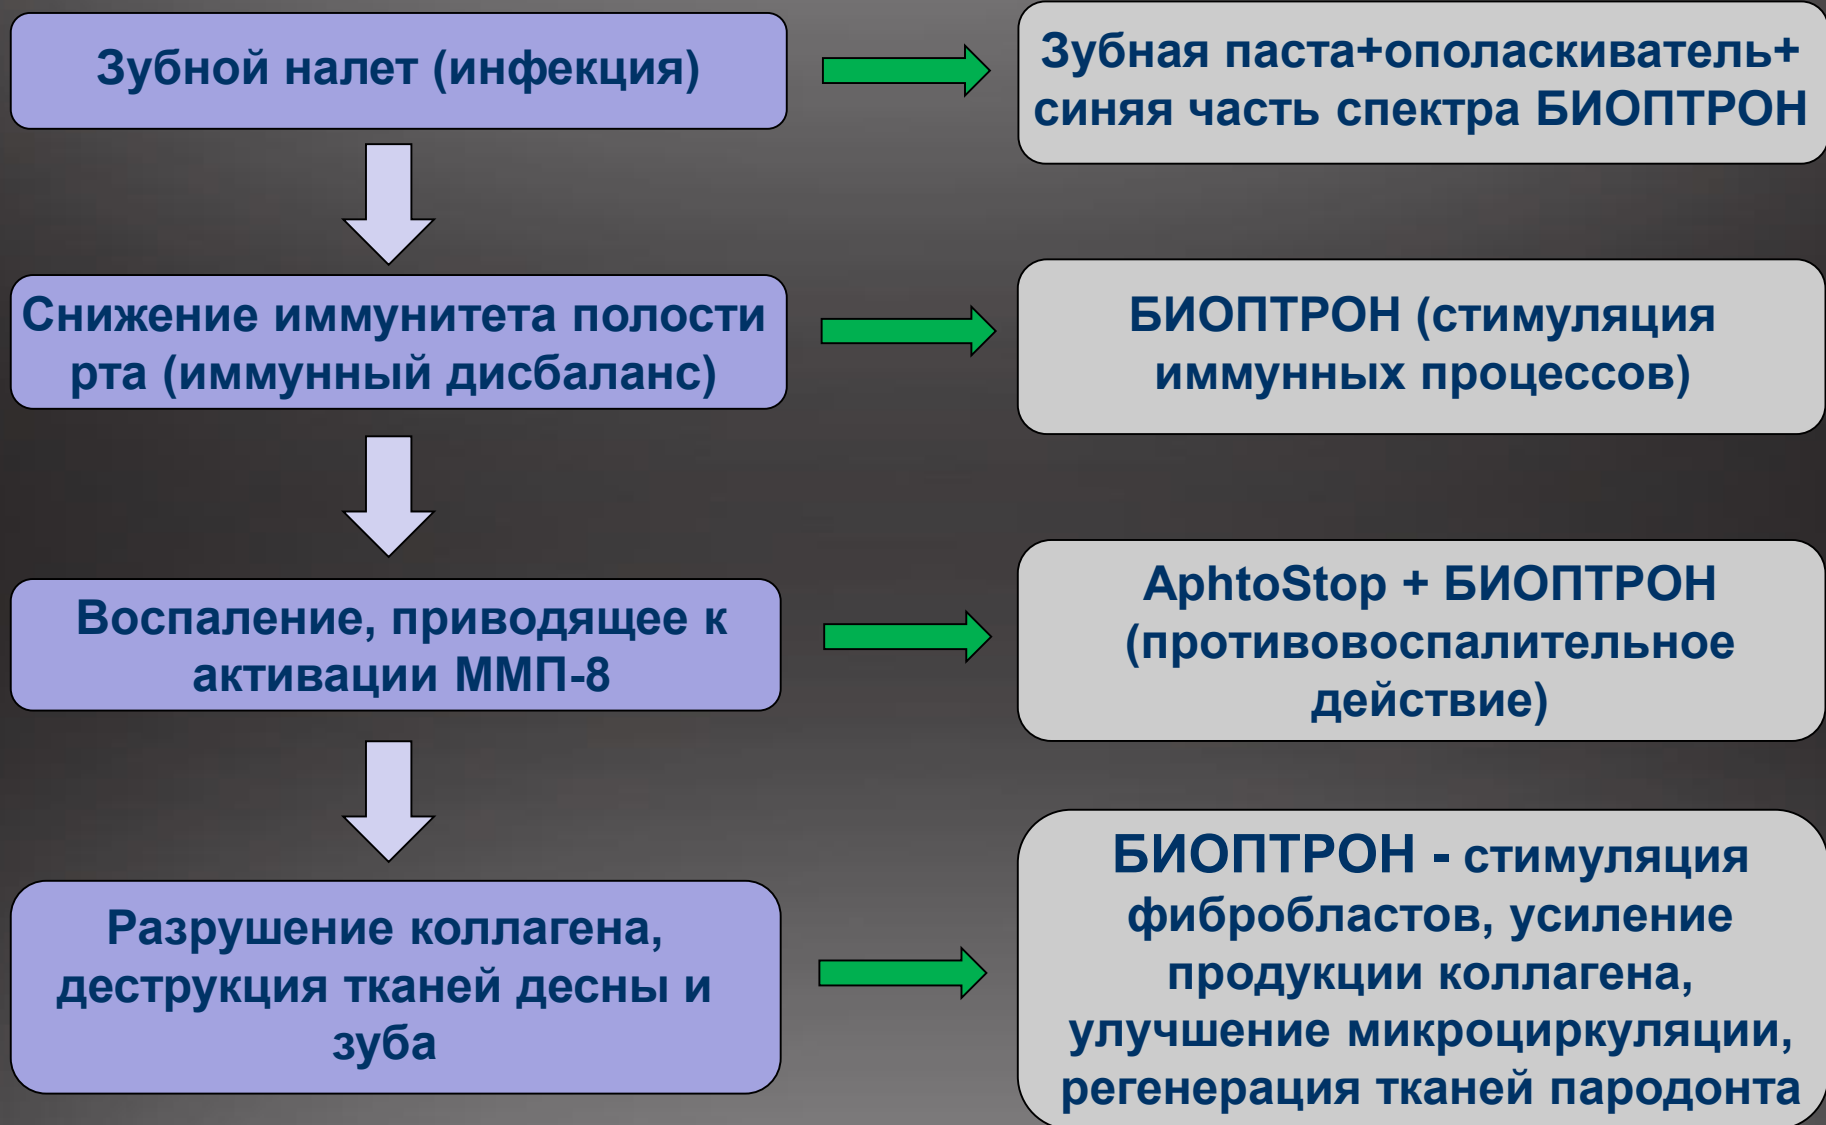 Зубной налет (инфекция)
Зубная паста+ополаскиватель+
синяя часть спектра БИОПТРОН
Снижение иммунитета полости
рта (иммунный дисбаланс)
БИОПТРОН (стимуляция
иммунных процессов)
Воспаление, приводящее к
активации ММП-8
AphtoStop + БИОПТРОН
(противовоспалительное
действие)
Разрушение коллагена,
деструкция тканей десны и
зуба
БИОПТРОН - стимуляция
фибробластов, усиление
продукции коллагена,
улучшение микроциркуляции,
регенерация тканей пародонта